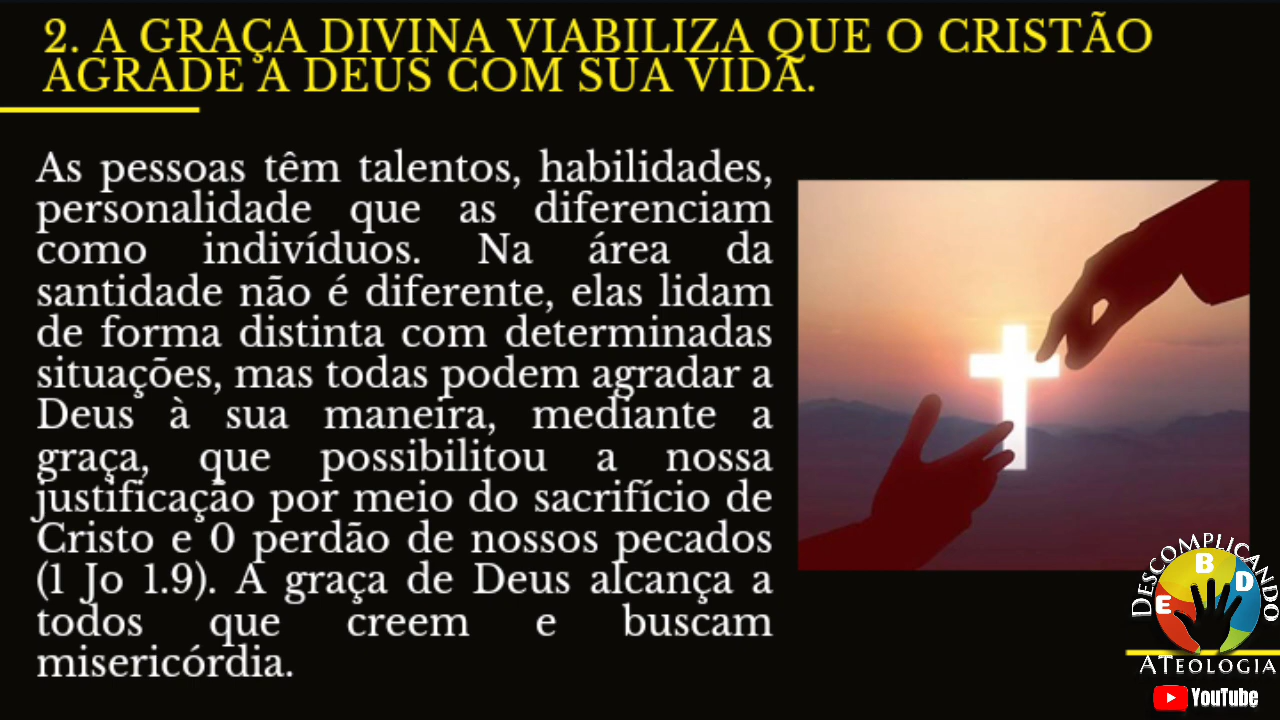 2. A GRAÇA DIVINA VIABILIZA QUE O CRISTÃO
AGRADE A DEUS COM SUA VIDA.
As pessoas têm talentos, habilidades,
personalidade que as diferenciam
como indivíduos. Na área da
santidade não é diferente, elas lidam
de forma distinta com determinadas
situações, mas todas podem agradar a
Deus à sua maneira, mediante a
graça, que possibilitou a nossa
justificação por meio do sacrifício de
Cristo e 0 perdão de nossos pecados
(1 Jo 1.9). A graça de Deus alcança a
todos que creem e buscam
misericórdia.
DESCOMPLICANDO
E B D
A TEOLOGIA
YouTube